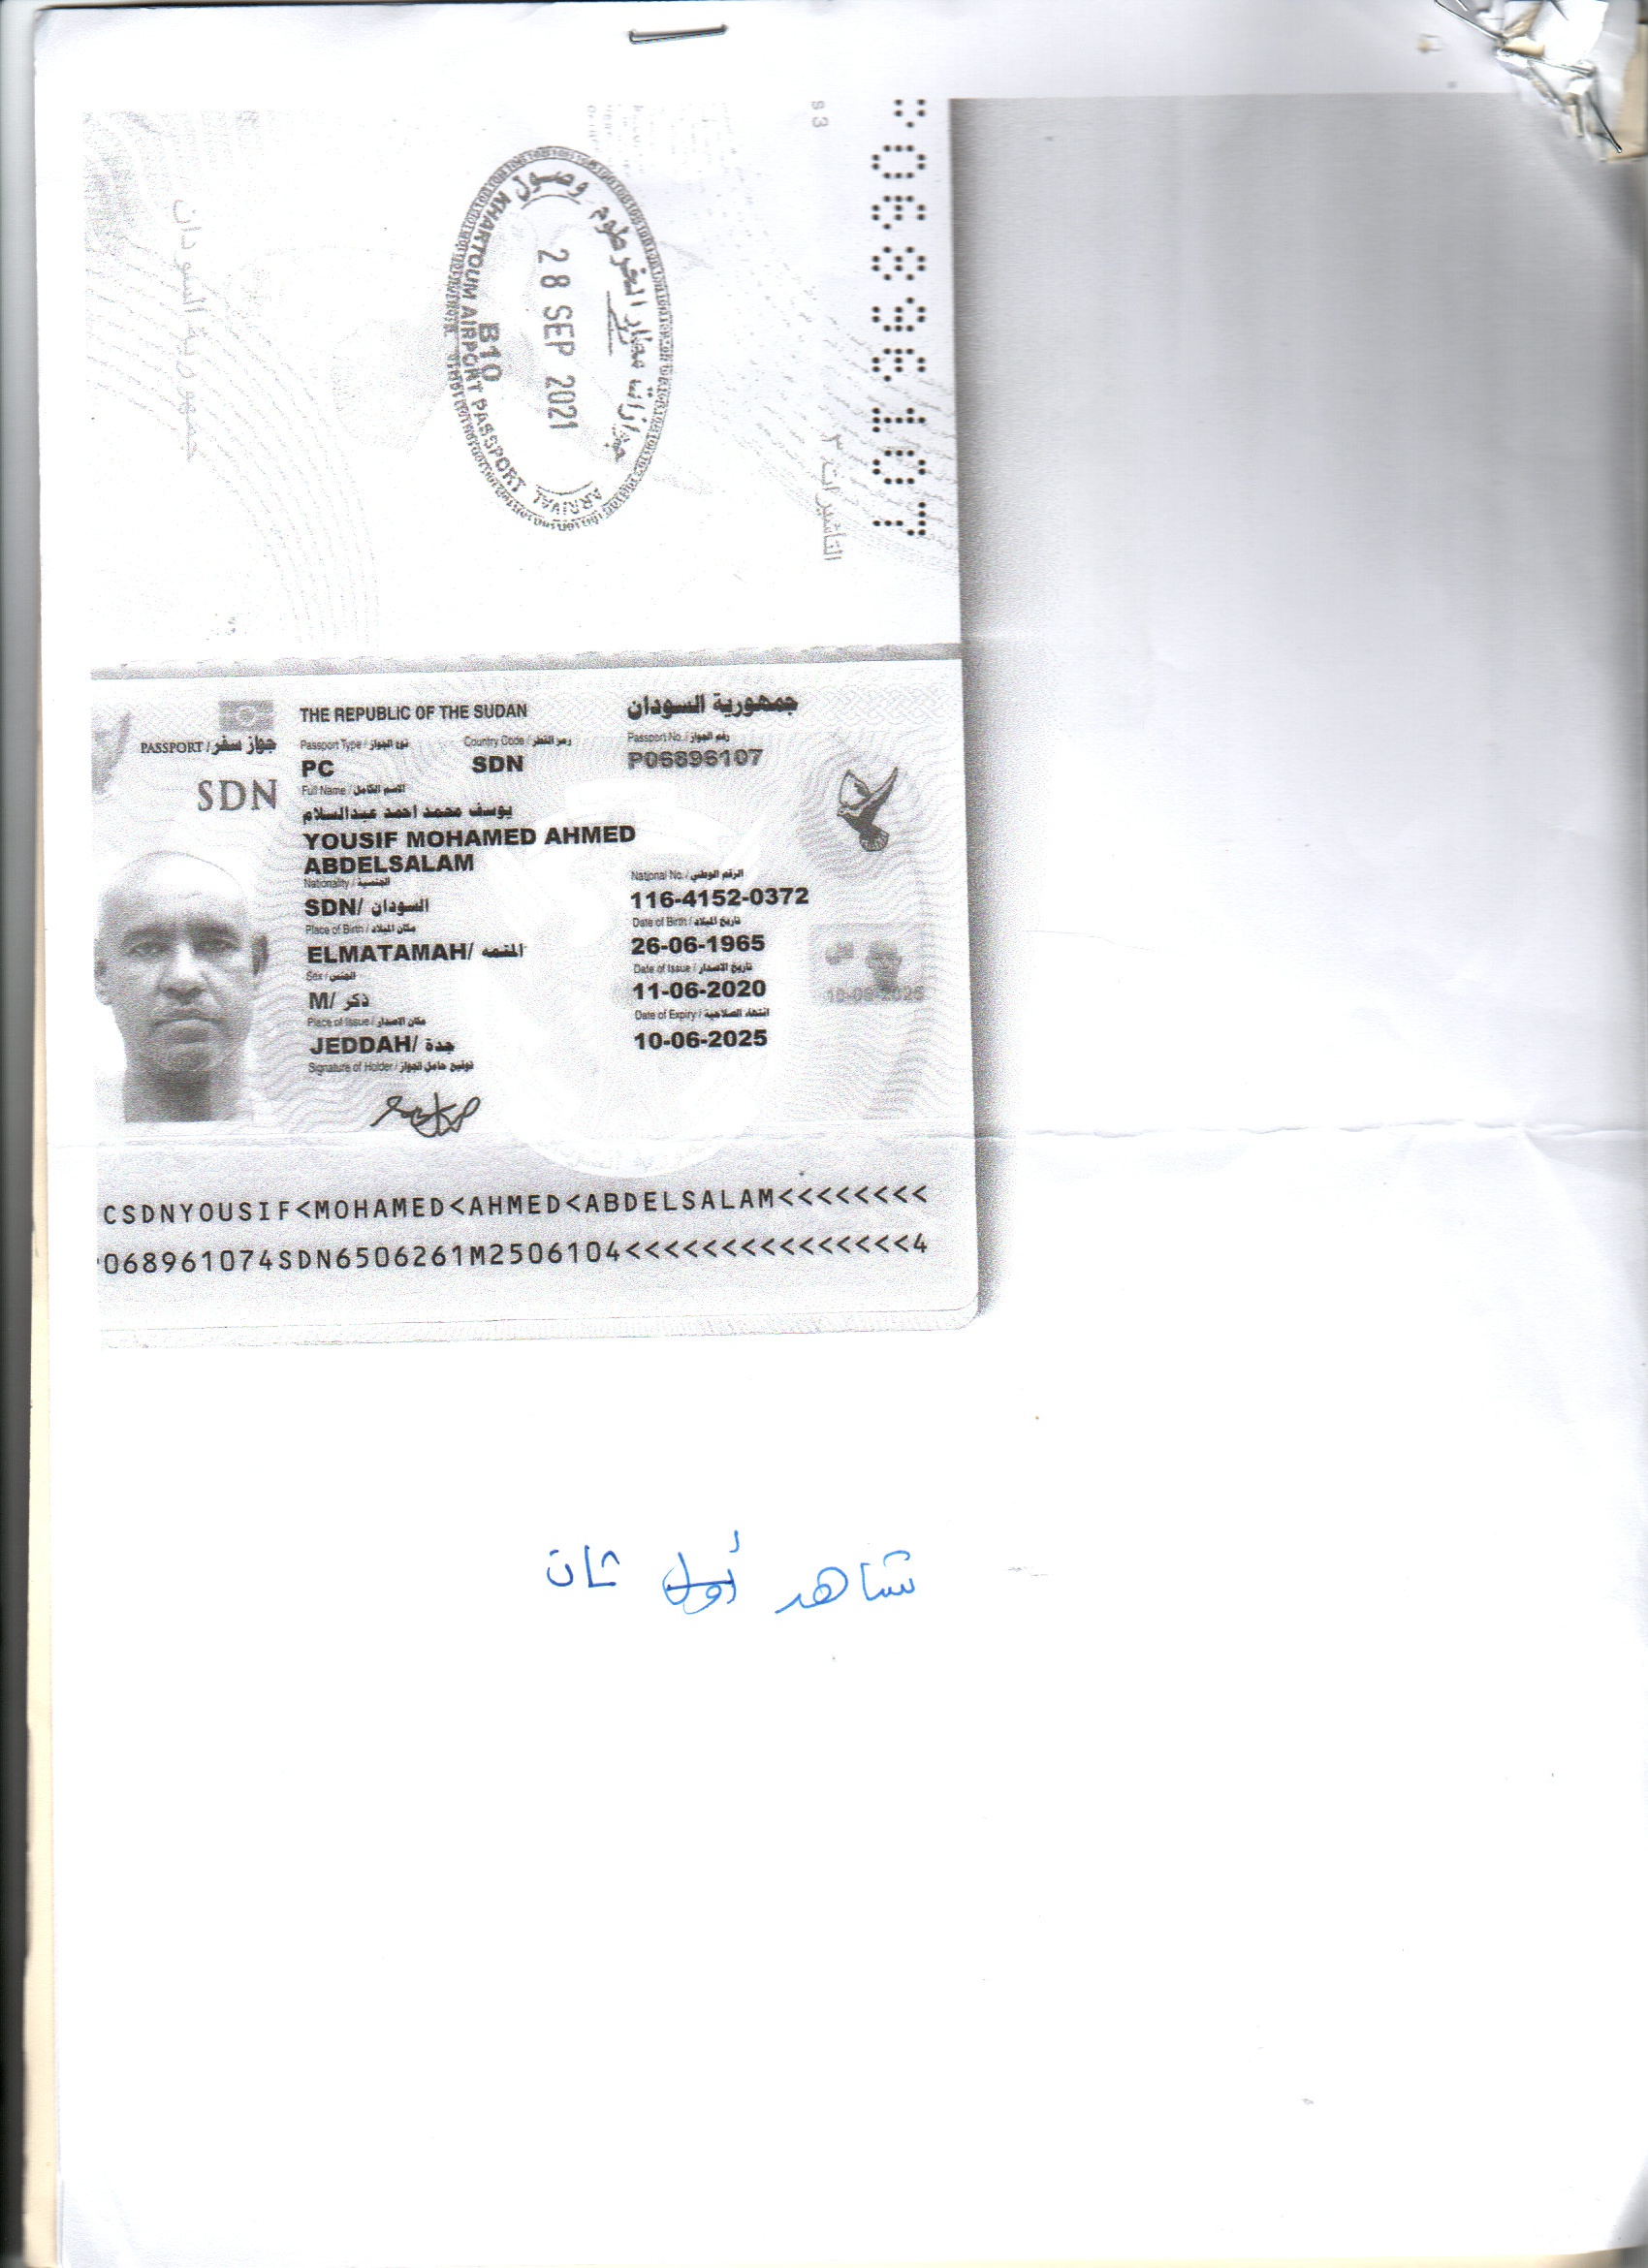 جمهورية السودان
S 3
التأشيرات ٣
P06896107
جوازات مطار الخرطوم وصول
28 SEP 2021
B10
KHARTOUM AIRPORT PASSPORT ARRIVAL
THE REPUBLIC OF THE SUDAN جمهورية السودان
PASSPORT / جواز سفر
Passport Type / نوع الجواز Country Code / رمز القطر Passport No. / رقم الجواز
PC SDN P06896107
SDN
Full Name / الاسم الكامل
يوسف محمد احمد عبدالسلام
YOUSIF MOHAMED AHMED
ABDELSALAM
Nationality / الجنسية National No. / الرقم الوطني
SDN/ السودان 116-4152-0372
Place of Birth / مكان الميلاد Date of Birth / تاريخ الميلاد
ELMATAMAH/ المتمه 26-06-1965
Sex / الجنس Date of Issue / تاريخ الاصدار
M/ ذكر 11-06-2020
Place of Issue / مكان الاصدار Date of Expiry / انتهاء الصلاحية
JEDDAH/ جدة 10-06-2025
Signature of Holder / توقيع حامل الجواز
CSDNYOUSIF<MOHAMED<AHMED<ABDELSALAM<<<<<<<<
068961074SDN6506261M2506104<<<<<<<<<<<<<<<4
شاهد أول ثان